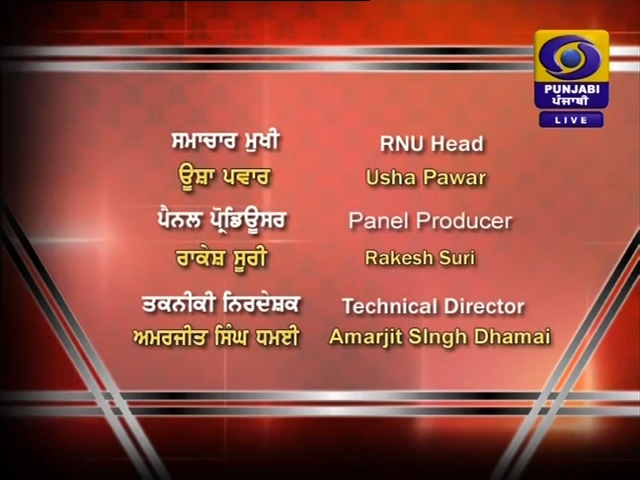 PUNJABI
ਪੰਜਾਬੀ
LIVE
ਸਮਾਚਾਰ ਮੁਖੀ RNU Head
ਊਸ਼ਾ ਪਵਾਰ Usha Pawar
ਪੈਨਲ ਪ੍ਰੋਡਿਊਸਰ Panel Producer
ਰਾਕੇਸ਼ ਸੂਰੀ Rakesh Suri
ਤਕਨੀਕੀ ਨਿਰਦੇਸ਼ਕ Technical Director
ਅਮਰਜੀਤ ਸਿੰਘ ਧਮਈ Amarjit SIngh Dhamai